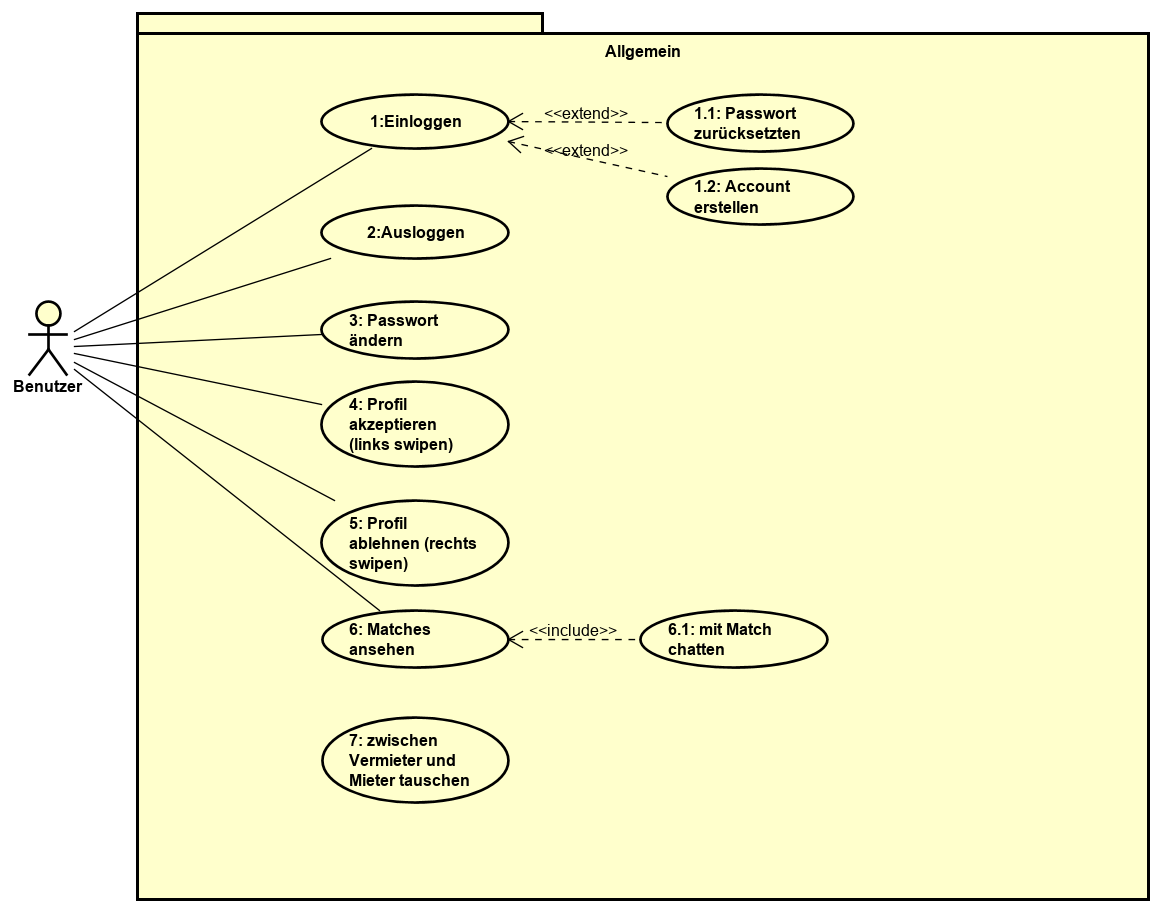 Allgemein
1:Einloggen
<<extend>>
1.1: Passwort
zurücksetzten
<<extend>>
1.2: Account
erstellen
2:Ausloggen
3: Passwort
ändern
Benutzer
4: Profil
akzeptieren
(links swipen)
5: Profil
ablehnen (rechts
swipen)
6: Matches
ansehen
<<include>>
6.1: mit Match
chatten
7: zwischen
Vermieter und
Mieter tauschen